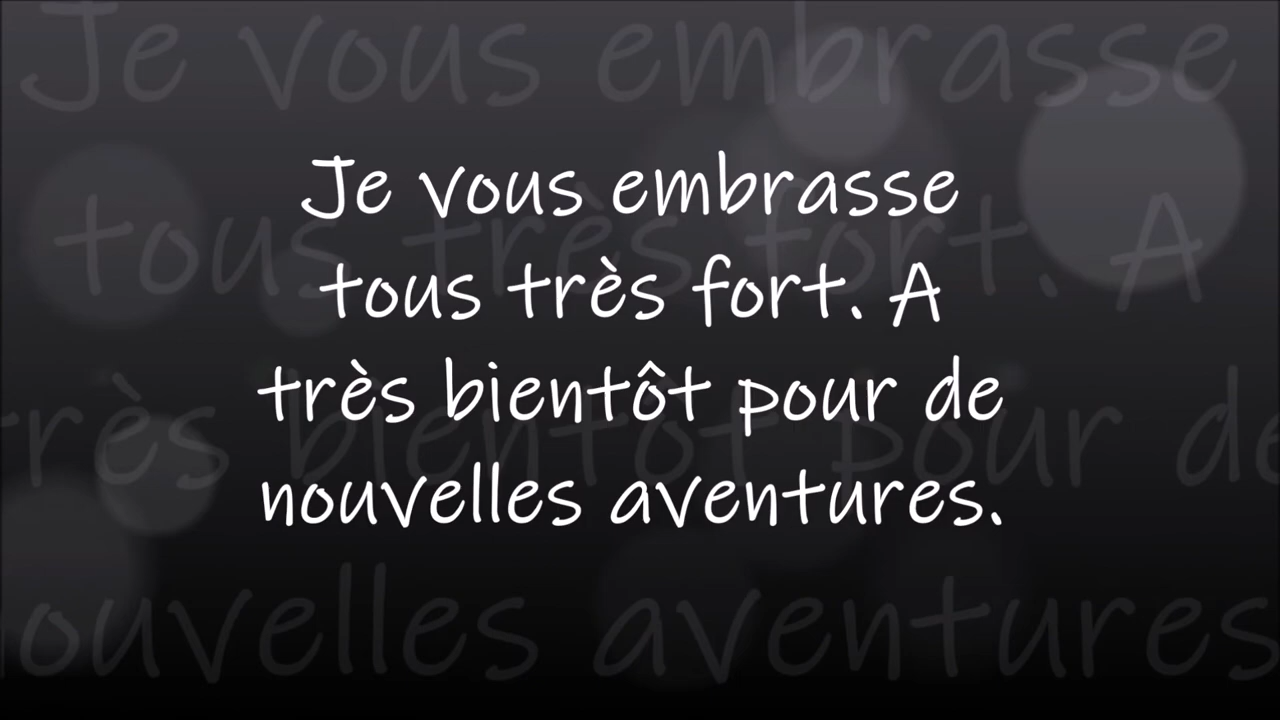 Je vous embrasse
tous très fort. A
très bientôt pour de
nouvelles aventures.